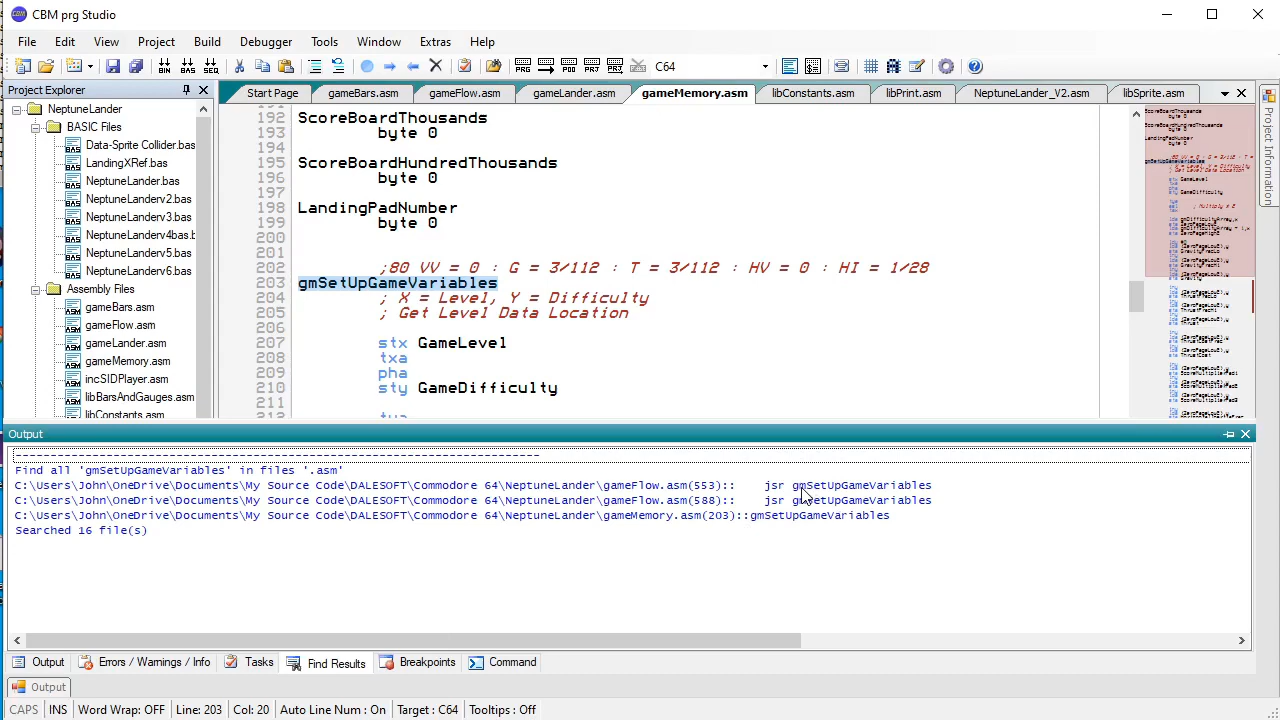 CBM prg Studio
File Edit View Project Build Debugger Tools Window Extras Help
BIN BAS SEQ PRG POO PRT PRT C64
Project Explorer
Start Page gameBars.asm gameFlow.asm gameLander.asm gameMemory.asm libConstants.asm libPrint.asm NeptuneLander_V2.asm libSprite.asm
NeptuneLander
BASIC Files
Data-Sprite Collider.bas
LandingXRef.bas
NeptuneLander.bas
NeptuneLanderv2.bas
NeptuneLanderv3.bas
NeptuneLanderv4bas.b
NeptuneLanderv5.bas
NeptuneLanderv6.bas
Assembly Files
gameBars.asm
gameFlow.asm
gameLander.asm
gameMemory.asm
incSIDPlayer.asm
libBarsAndGauges.asm
libConstants.asm
191
192 ScoreBoardThousands
193 byte 0
194
195 ScoreBoardHundredThousands
196 byte 0
197
198 LandingPadNumber
199 byte 0
200
201
202 ;80 VV = 0 : G = 3/112 : T = 3/112 : HV = 0 : HI = 1/28
203 gmSetUpGameVariables
204 ; X = Level, Y = Difficulty
205 ; Get Level Data Location
206
207 stx GameLevel
208 txa
209 pha
210 sty GameDifficulty
211
212 tya
Project Information
Output
Find all 'gmSetUpGameVariables' in files '.asm'
C:\Users\John\OneDrive\Documents\My Source Code\DALESOFT\Commodore 64\NeptuneLander\gameFlow.asm(553):: jsr gmSetUpGameVariables
C:\Users\John\OneDrive\Documents\My Source Code\DALESOFT\Commodore 64\NeptuneLander\gameFlow.asm(588):: jsr gmSetUpGameVariables
C:\Users\John\OneDrive\Documents\My Source Code\DALESOFT\Commodore 64\NeptuneLander\gameMemory.asm(203)::gmSetUpGameVariables
Searched 16 file(s)
Output Errors / Warnings / Info Tasks Find Results Breakpoints Command
Output
CAPS INS Word Wrap: OFF Line: 203 Col: 20 Auto Line Num : On Target : C64 Tooltips : Off